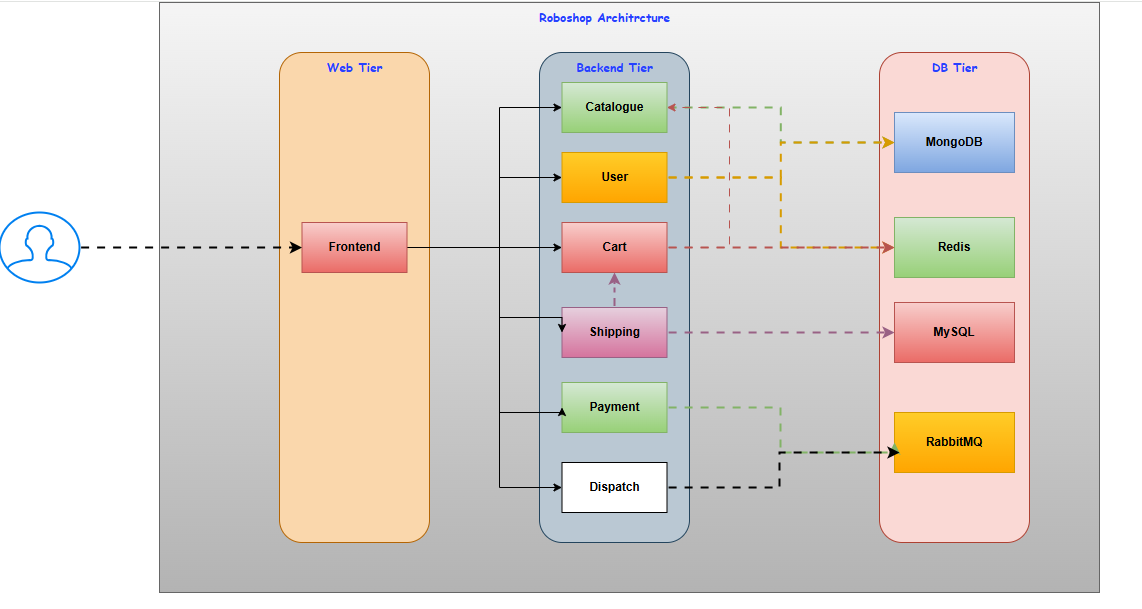 Roboshop Architrcture
Web Tier
Backend Tier
DB Tier
Catalogue
MongoDB
User
Frontend
Cart
Redis
Shipping
MySQL
Payment
RabbitMQ
Dispatch